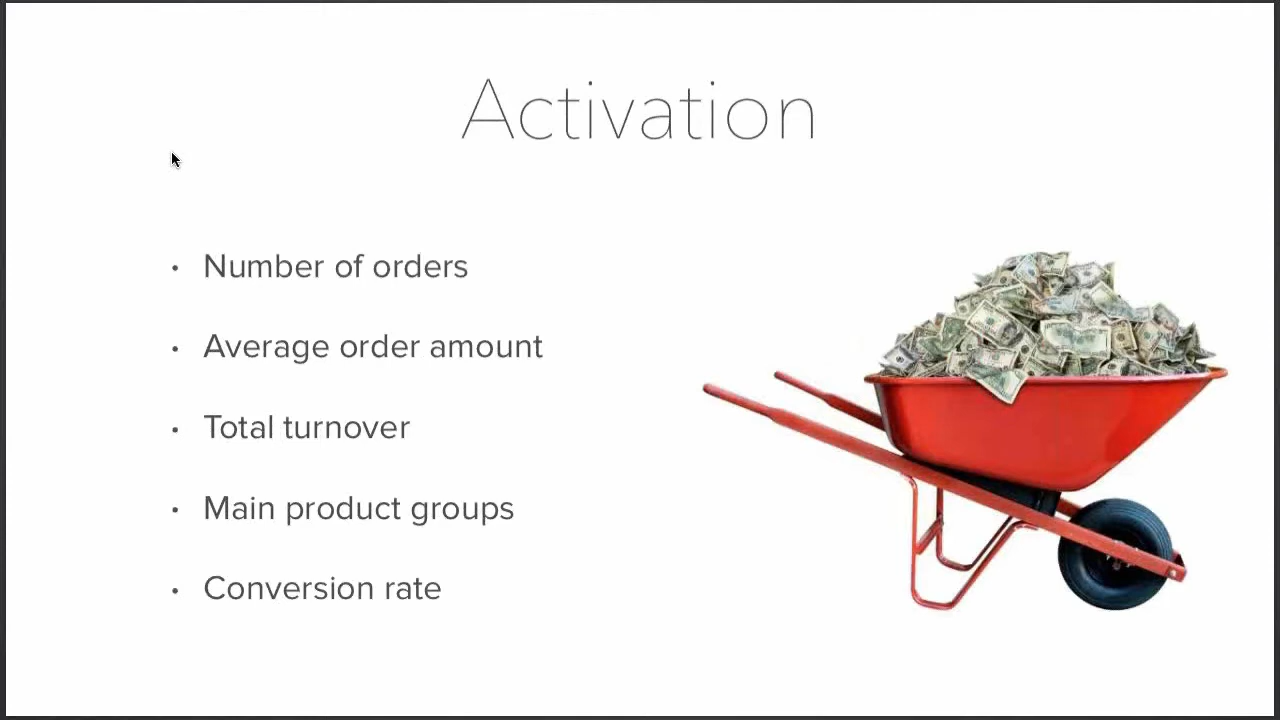 Activation
• Number of orders
• Average order amount
• Total turnover
• Main product groups
• Conversion rate